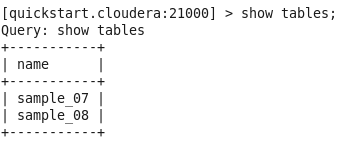 [quickstart.cloudera:21000] > show tables;
Query: show tables
+-----------+
| name      |
+-----------+
| sample_07 |
| sample_08 |
+-----------+